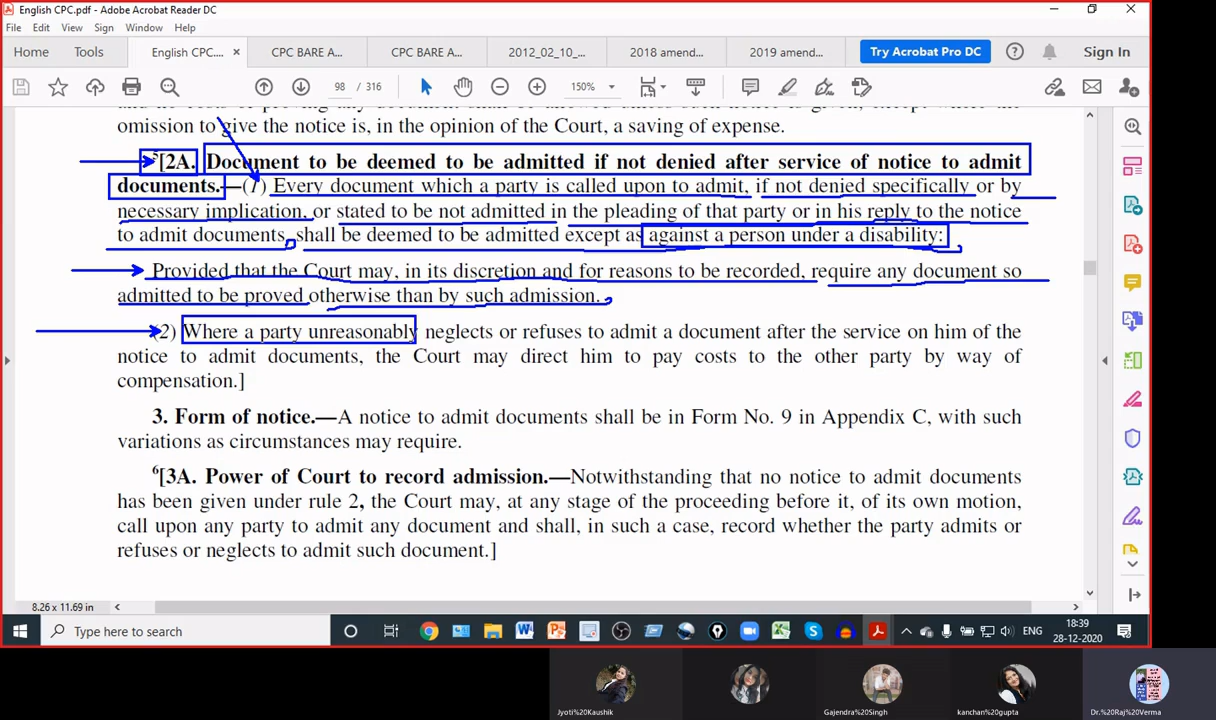 English CPC.pdf - Adobe Acrobat Reader DC
File Edit View Sign Window Help
Home Tools English CPC.... × CPC BARE A... CPC BARE A... 2012_02_10_... 2018 amend... 2019 amend... Try Acrobat Pro DC Sign In
98 / 316 150%
omission to give the notice is, in the opinion of the Court, a saving of expense.
5[2A. Document to be deemed to be admitted if not denied after service of notice to admit
documents.—(1) Every document which a party is called upon to admit, if not denied specifically or by
necessary implication, or stated to be not admitted in the pleading of that party or in his reply to the notice
to admit documents, shall be deemed to be admitted except as against a person under a disability:
Provided that the Court may, in its discretion and for reasons to be recorded, require any document so
admitted to be proved otherwise than by such admission.
(2) Where a party unreasonably neglects or refuses to admit a document after the service on him of the
notice to admit documents, the Court may direct him to pay costs to the other party by way of
compensation.]
3. Form of notice.—A notice to admit documents shall be in Form No. 9 in Appendix C, with such
variations as circumstances may require.
6[3A. Power of Court to record admission.—Notwithstanding that no notice to admit documents
has been given under rule 2, the Court may, at any stage of the proceeding before it, of its own motion,
call upon any party to admit any document and shall, in such a case, record whether the party admits or
refuses or neglects to admit such document.]
8.26 x 11.69 in
Type here to search ENG 18:39
28-12-2020
Jyoti%20Kaushik Gajendra%20Singh kanchan%20gupta Dr.%20Raj%20Verma